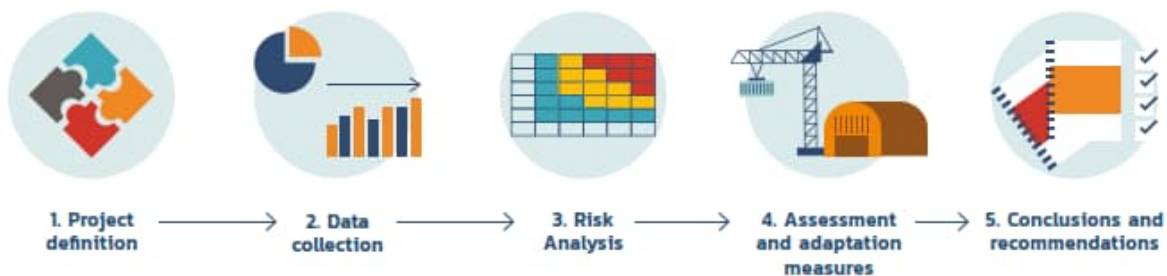 1. Project
definition
2. Data
collection
3. Risk
Analysis
4. Assessment
and adaptation
measures
5. Conclusions and
recommendations